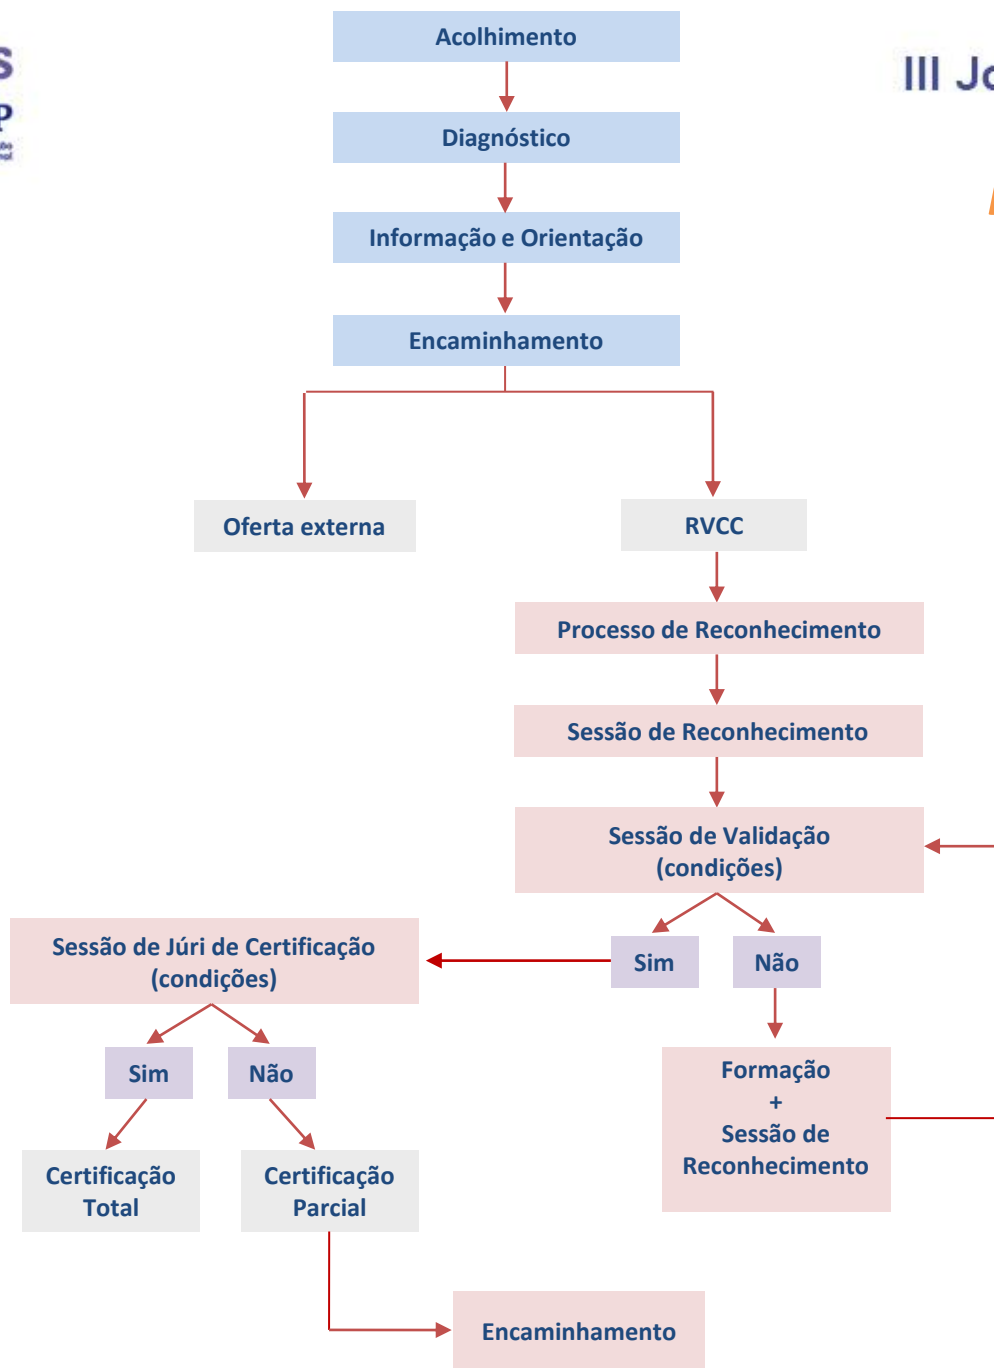 S
P
III Jo
Acolhimento
Diagnóstico
Informação e Orientação
Encaminhamento
Oferta externa
RVCC
Processo de Reconhecimento
Sessão de Reconhecimento
Sessão de Validação
(condições)
Sim
Não
Sessão de Júri de Certificação
(condições)
Sim
Não
Formação
+
Sessão de
Reconhecimento
Certificação
Total
Certificação
Parcial
Encaminhamento